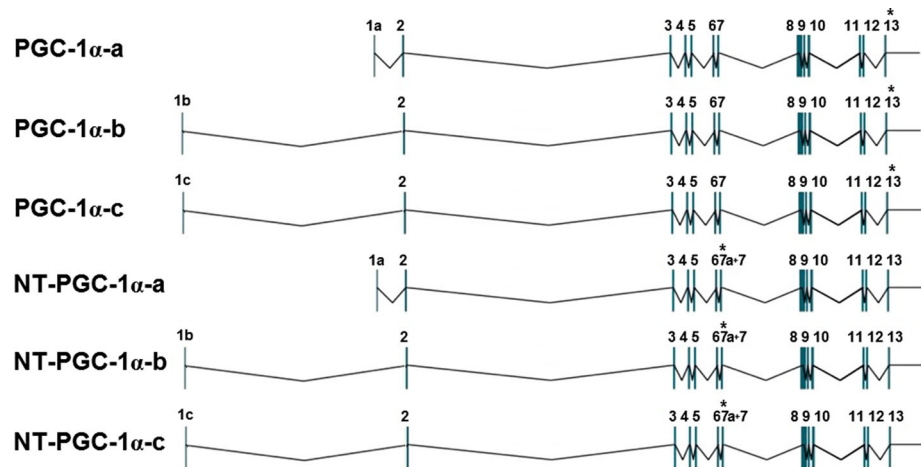 *
1a 2 3 4 5 67 8 9 10 11 12 13
PGC-1α-a
*
1b 2 3 4 5 67 8 9 10 11 12 13
PGC-1α-b
*
1c 2 3 4 5 67 8 9 10 11 12 13
PGC-1α-c
*
1a 2 3 4 5 67a+7 8 9 10 11 12 13
NT-PGC-1α-a
*
1b 2 3 4 5 67a+7 8 9 10 11 12 13
NT-PGC-1α-b
*
1c 2 3 4 5 67a+7 8 9 10 11 12 13
NT-PGC-1α-c